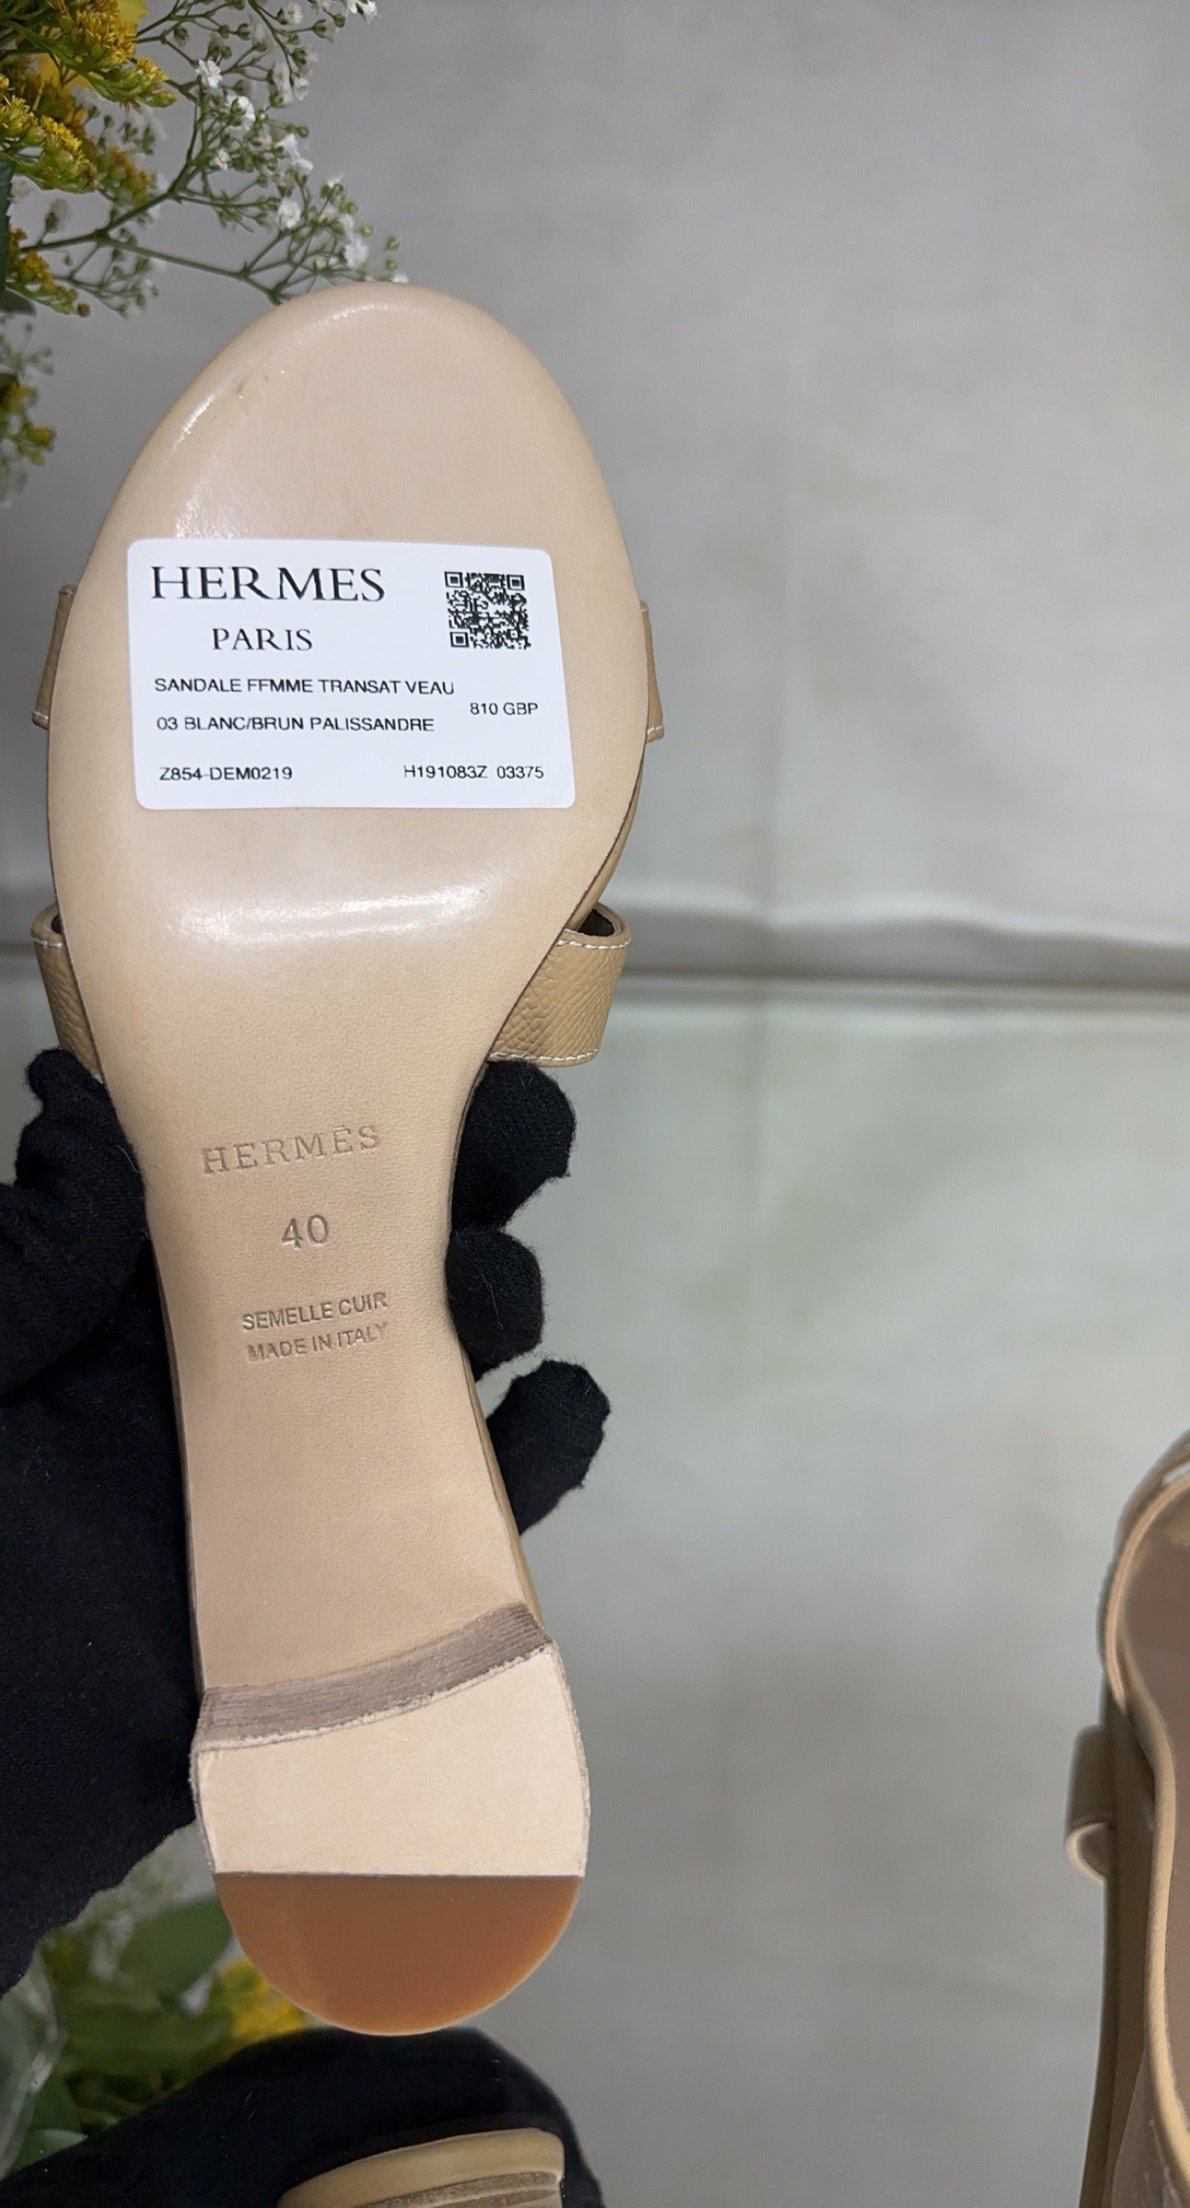 HERMES
PARIS
SANDALE FFMME TRANSAT VEAU
810 GBP
03 BLANC/BRUN PALISSANDRE
Z854-DEM0219 H191083Z 03375
HERMÈS
40
SEMELLE CUIR
MADE IN ITALY